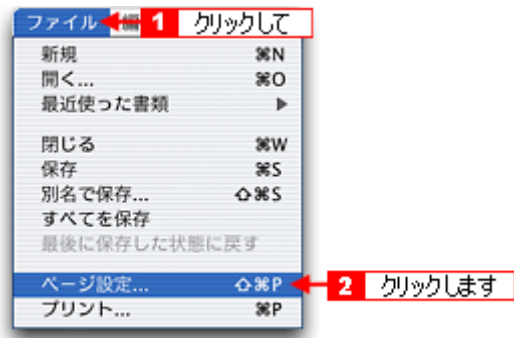 ファイル 1 クリックして
新規 ⌘N
開く... ⌘O
最近使った書類 ▶
閉じる ⌘W
保存 ⌘S
別名で保存... ⇧⌘S
すべてを保存
最後に保存した状態に戻す
ページ設定... ⇧⌘P 2 クリックします
プリント... ⌘P